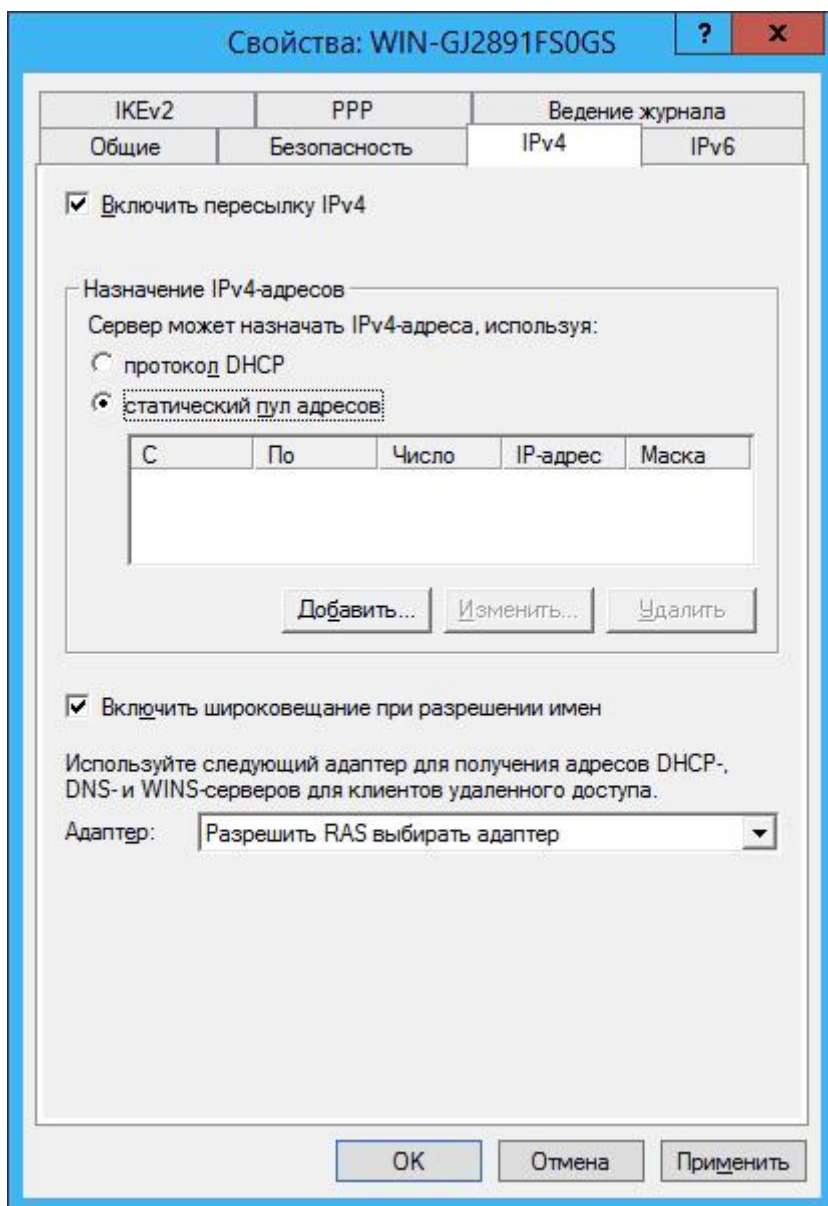 Свойства: WIN-GJ2891FS0GS
?
x
IKEv2 PPP Ведение журнала
Общие Безопасность IPv4 IPv6
Включить пересылку IPv4
Назначение IPv4-адресов
Сервер может назначать IPv4-адреса, используя:
протокол DHCP
статический пул адресов
С По Число IP-адрес Маска
Добавить... Изменить... Удалить
Включить широковещание при разрешении имен
Используйте следующий адаптер для получения адресов DHCP-,
DNS- и WINS-серверов для клиентов удаленного доступа.
Адаптер: Разрешить RAS выбирать адаптер
OK Отмена Применить